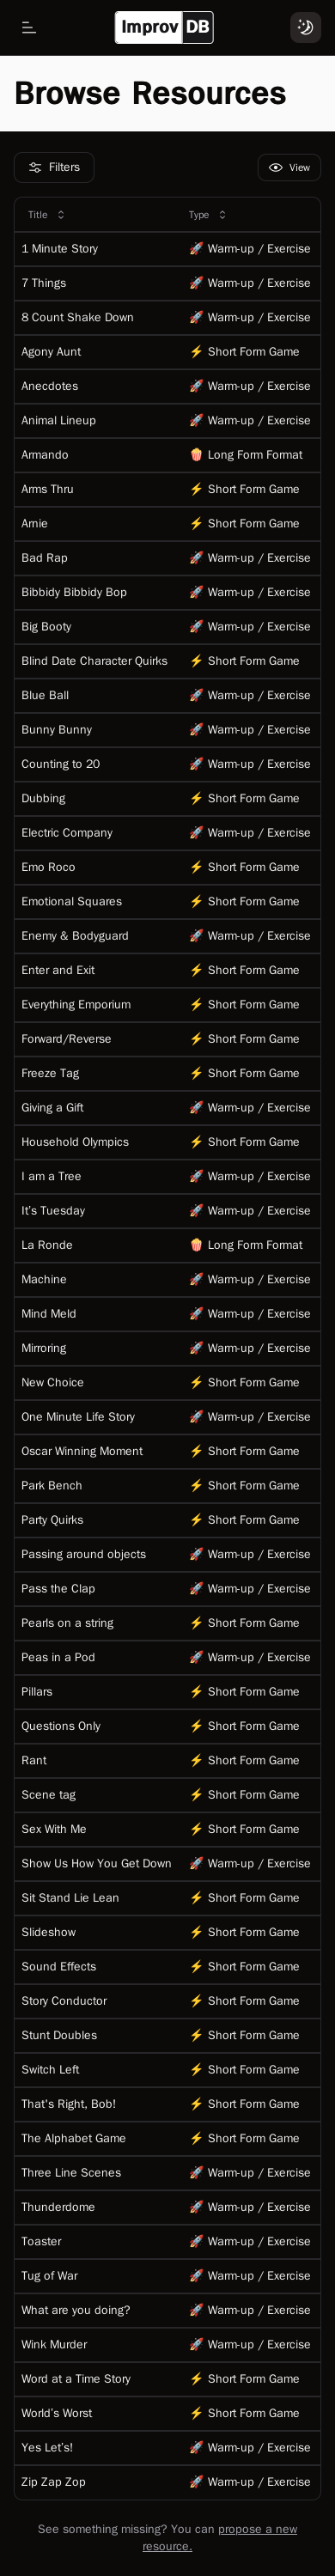 Improv DB
Browse Resources
Filters View
Title Type
1 Minute Story 🚀 Warm-up / Exercise
7 Things 🚀 Warm-up / Exercise
8 Count Shake Down 🚀 Warm-up / Exercise
Agony Aunt ⚡ Short Form Game
Anecdotes 🚀 Warm-up / Exercise
Animal Lineup 🚀 Warm-up / Exercise
Armando 🍿 Long Form Format
Arms Thru ⚡ Short Form Game
Arnie ⚡ Short Form Game
Bad Rap 🚀 Warm-up / Exercise
Bibbidy Bibbidy Bop 🚀 Warm-up / Exercise
Big Booty 🚀 Warm-up / Exercise
Blind Date Character Quirks ⚡ Short Form Game
Blue Ball 🚀 Warm-up / Exercise
Bunny Bunny 🚀 Warm-up / Exercise
Counting to 20 🚀 Warm-up / Exercise
Dubbing ⚡ Short Form Game
Electric Company 🚀 Warm-up / Exercise
Emo Roco ⚡ Short Form Game
Emotional Squares ⚡ Short Form Game
Enemy & Bodyguard 🚀 Warm-up / Exercise
Enter and Exit ⚡ Short Form Game
Everything Emporium ⚡ Short Form Game
Forward/Reverse ⚡ Short Form Game
Freeze Tag ⚡ Short Form Game
Giving a Gift 🚀 Warm-up / Exercise
Household Olympics ⚡ Short Form Game
I am a Tree 🚀 Warm-up / Exercise
It's Tuesday 🚀 Warm-up / Exercise
La Ronde 🍿 Long Form Format
Machine 🚀 Warm-up / Exercise
Mind Meld 🚀 Warm-up / Exercise
Mirroring 🚀 Warm-up / Exercise
New Choice ⚡ Short Form Game
One Minute Life Story 🚀 Warm-up / Exercise
Oscar Winning Moment ⚡ Short Form Game
Park Bench ⚡ Short Form Game
Party Quirks ⚡ Short Form Game
Passing around objects 🚀 Warm-up / Exercise
Pass the Clap 🚀 Warm-up / Exercise
Pearls on a string ⚡ Short Form Game
Peas in a Pod 🚀 Warm-up / Exercise
Pillars ⚡ Short Form Game
Questions Only ⚡ Short Form Game
Rant ⚡ Short Form Game
Scene tag ⚡ Short Form Game
Sex With Me ⚡ Short Form Game
Show Us How You Get Down 🚀 Warm-up / Exercise
Sit Stand Lie Lean ⚡ Short Form Game
Slideshow ⚡ Short Form Game
Sound Effects ⚡ Short Form Game
Story Conductor ⚡ Short Form Game
Stunt Doubles ⚡ Short Form Game
Switch Left ⚡ Short Form Game
That's Right, Bob! ⚡ Short Form Game
The Alphabet Game ⚡ Short Form Game
Three Line Scenes 🚀 Warm-up / Exercise
Thunderdome 🚀 Warm-up / Exercise
Toaster 🚀 Warm-up / Exercise
Tug of War 🚀 Warm-up / Exercise
What are you doing? 🚀 Warm-up / Exercise
Wink Murder 🚀 Warm-up / Exercise
Word at a Time Story ⚡ Short Form Game
World's Worst ⚡ Short Form Game
Yes Let's! 🚀 Warm-up / Exercise
Zip Zap Zop 🚀 Warm-up / Exercise
See something missing? You can propose a new
resource.